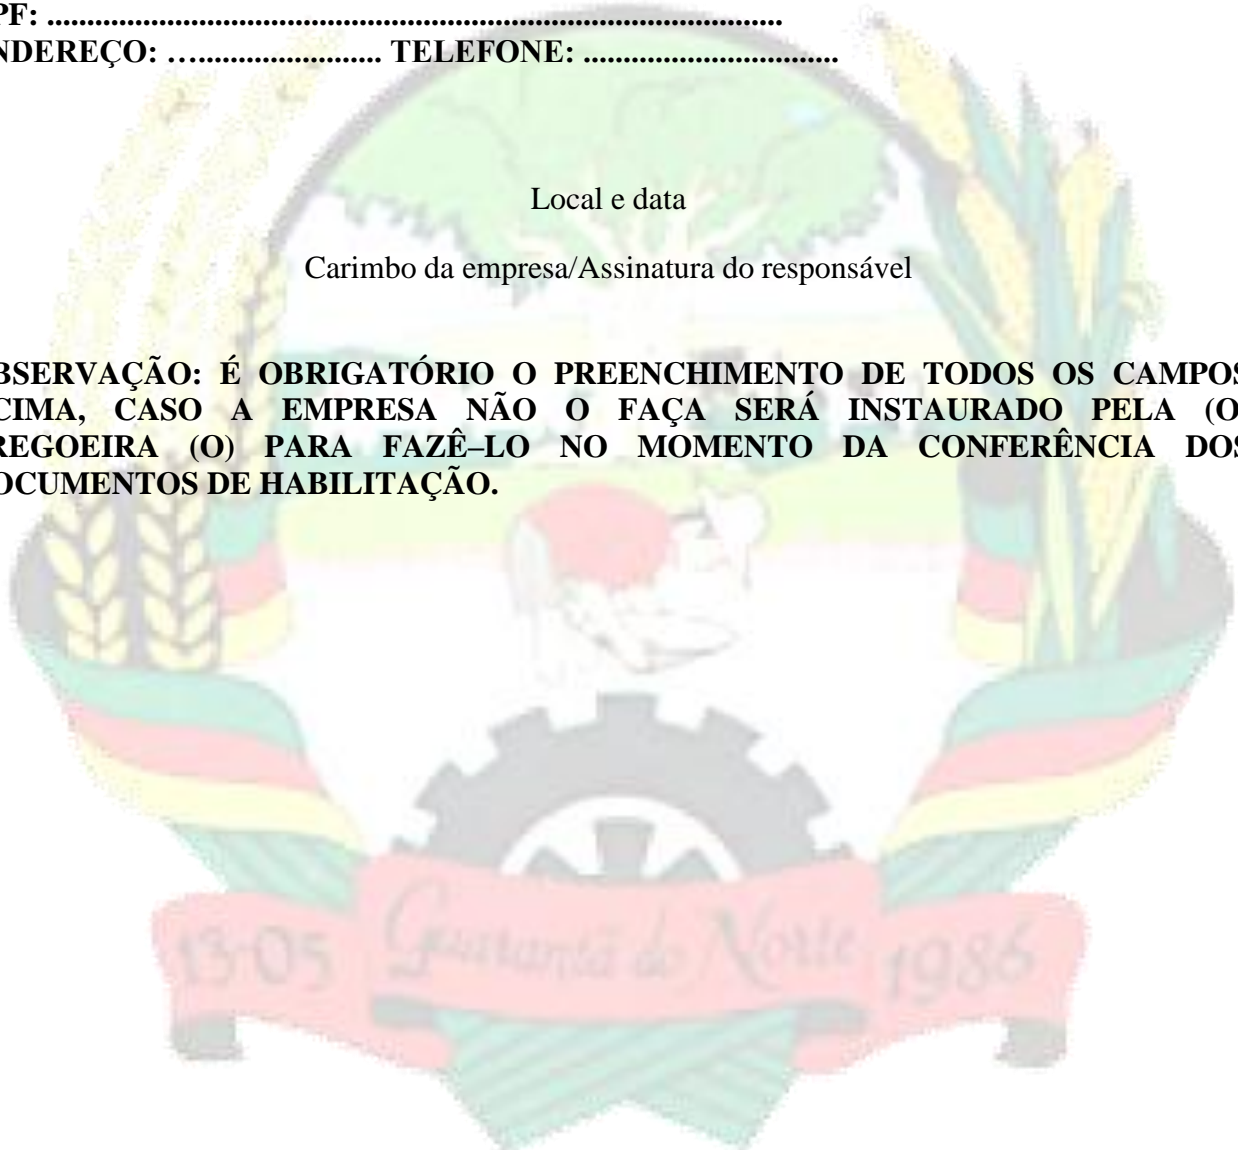 PF: ............................................................................................
NDEREÇO: …....................... TELEFONE: ................................
Local e data
Carimbo da empresa/Assinatura do responsável
BSERVAÇÃO: É OBRIGATÓRIO O PREENCHIMENTO DE TODOS OS CAMPOS
CIMA, CASO A EMPRESA NÃO O FAÇA SERÁ INSTAURADO PELA (O)
REGOEIRA (O) PARA FAZÊ–LO NO MOMENTO DA CONFERÊNCIA DOS
OCUMENTOS DE HABILITAÇÃO.
13-05 Guarantã do Norte 1986